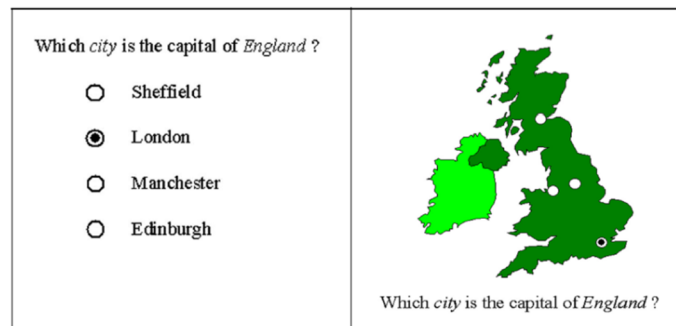 Which city is the capital of England ?
Sheffield
London
Manchester
Edinburgh
Which city is the capital of England ?